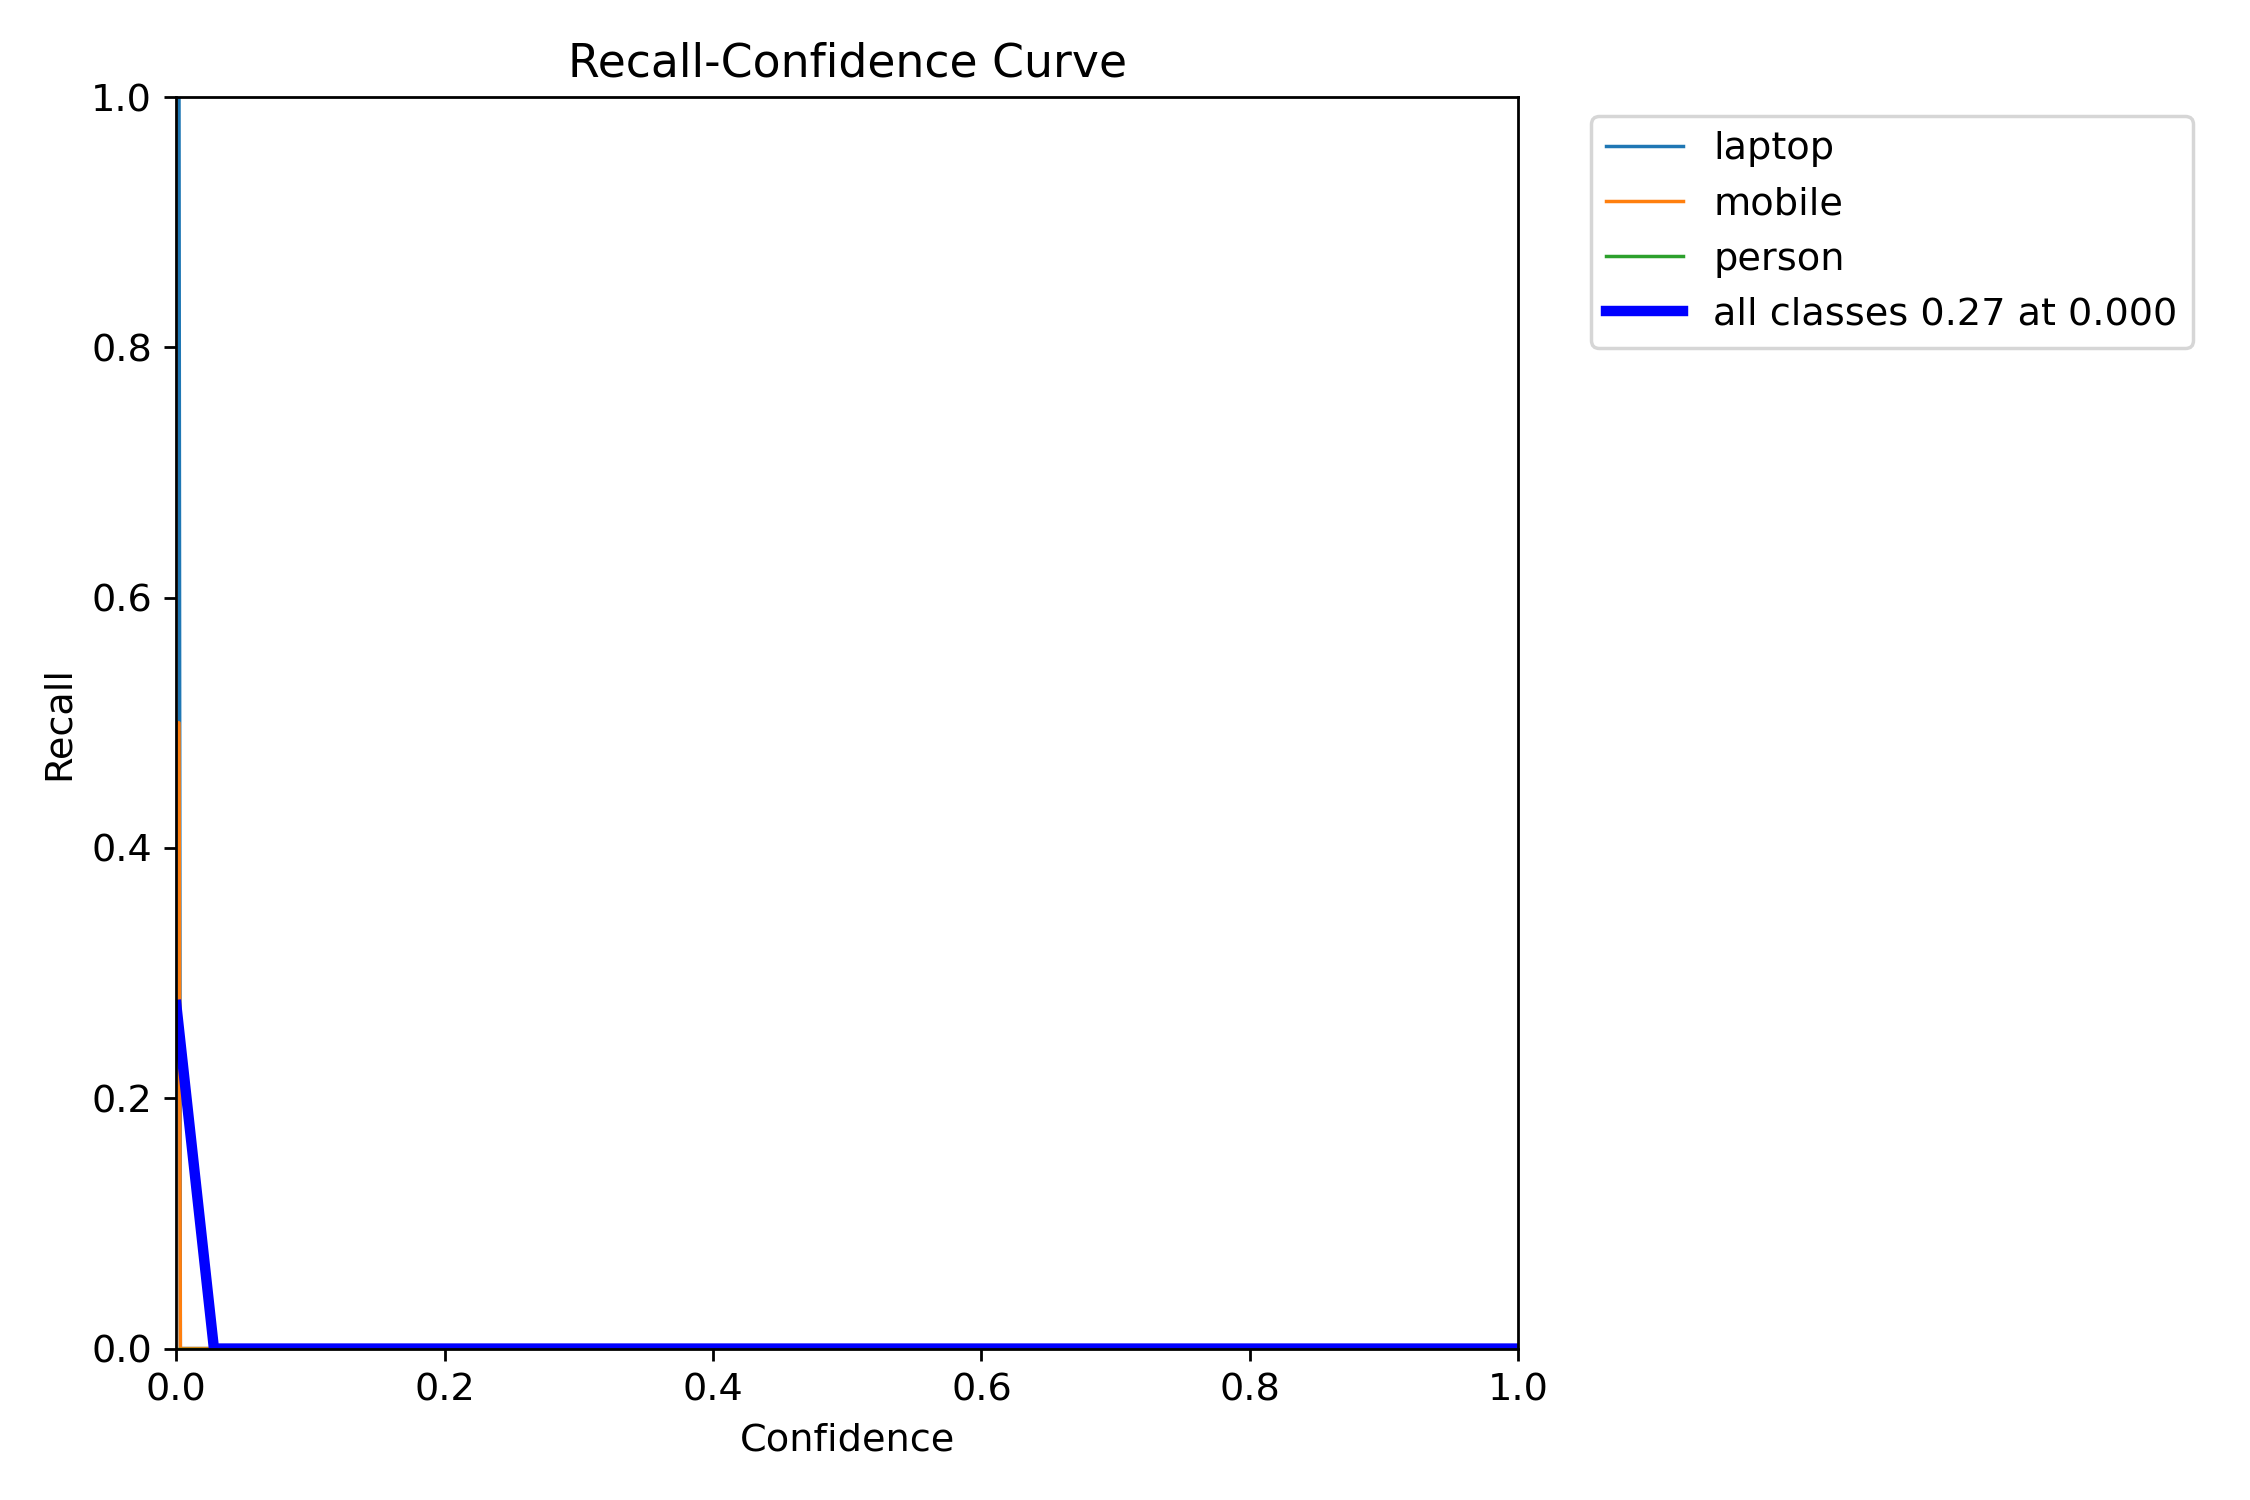 Recall-Confidence Curve
1.0
0.8
0.6
0.4
0.2
0.0
Recall
0.0 0.2 0.4 0.6 0.8 1.0
Confidence
laptop
mobile
person
all classes 0.27 at 0.000